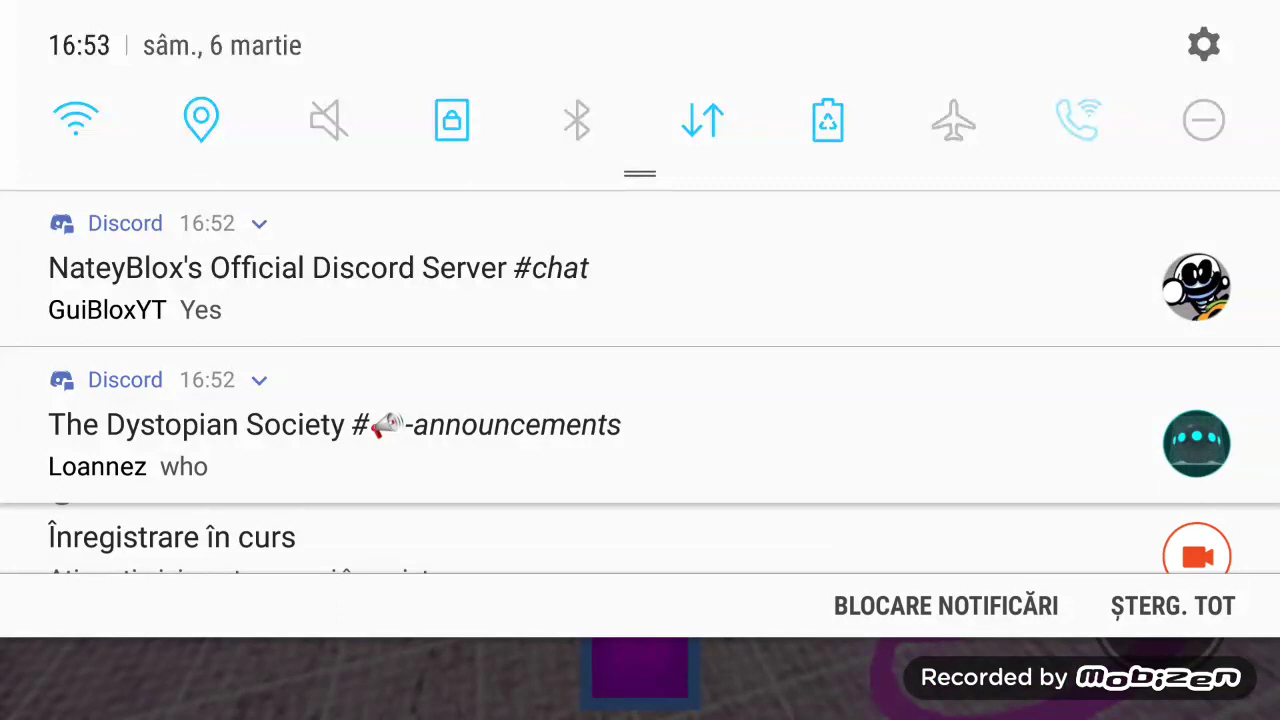 16:53 | sâm., 6 martie
Discord 16:52
NateyBlox's Official Discord Server #chat
GuiBloxYT Yes
Discord 16:52
The Dystopian Society #📢-announcements
Loannez who
Înregistrare în curs
BLOCARE NOTIFICĂRI ȘTERG. TOT
Recorded by mobizen